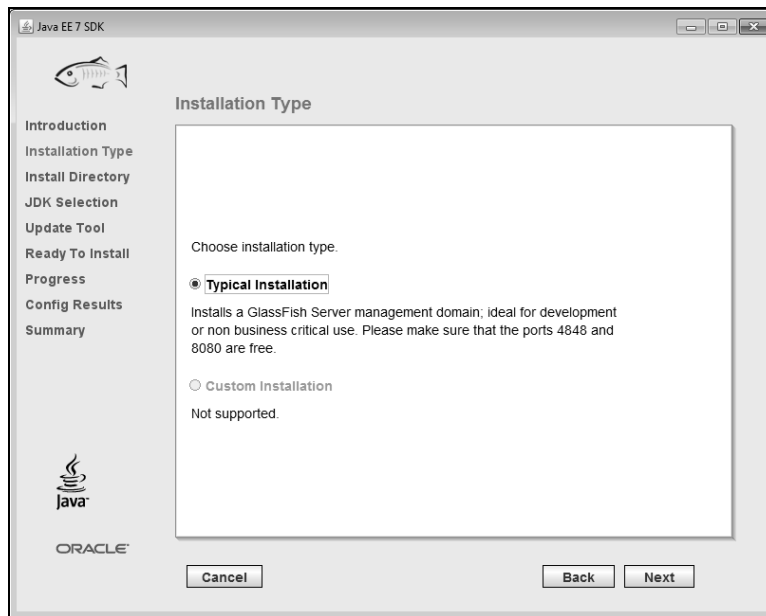 Java EE 7 SDK
Installation Type
Introduction
Installation Type
Install Directory
JDK Selection
Update Tool
Ready To Install
Progress
Config Results
Summary
Choose installation type.
Typical Installation
Installs a GlassFish Server management domain; ideal for development
or non business critical use. Please make sure that the ports 4848 and
8080 are free.
Custom Installation
Not supported.
Java
ORACLE
Cancel
Back
Next